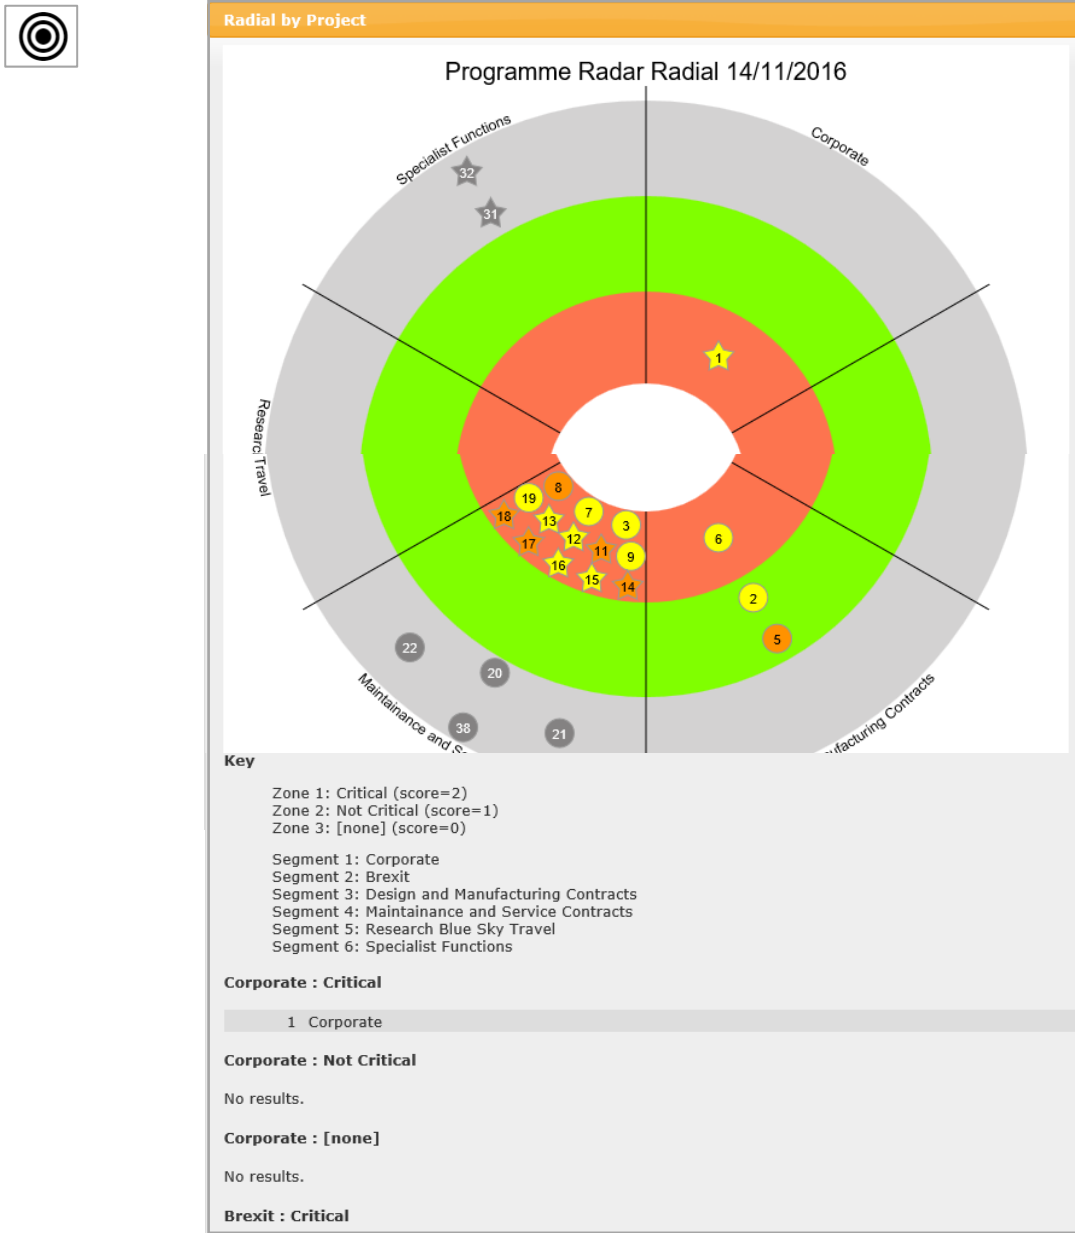 Radial by Project
Programme Radar Radial 14/11/2016
Specialist Functions
Corporate
32
31
1
Researc
Travel
8
19
18
13
7
3
12
17
11
9
6
16
15
14
2
5
22
20
38
21
Maintainance and S
ufacturing Contracts
Key
Zone 1: Critical (score=2)
Zone 2: Not Critical (score=1)
Zone 3: [none] (score=0)
Segment 1: Corporate
Segment 2: Brexit
Segment 3: Design and Manufacturing Contracts
Segment 4: Maintainance and Service Contracts
Segment 5: Research Blue Sky Travel
Segment 6: Specialist Functions
Corporate : Critical
1 Corporate
Corporate : Not Critical
No results.
Corporate : [none]
No results.
Brexit : Critical